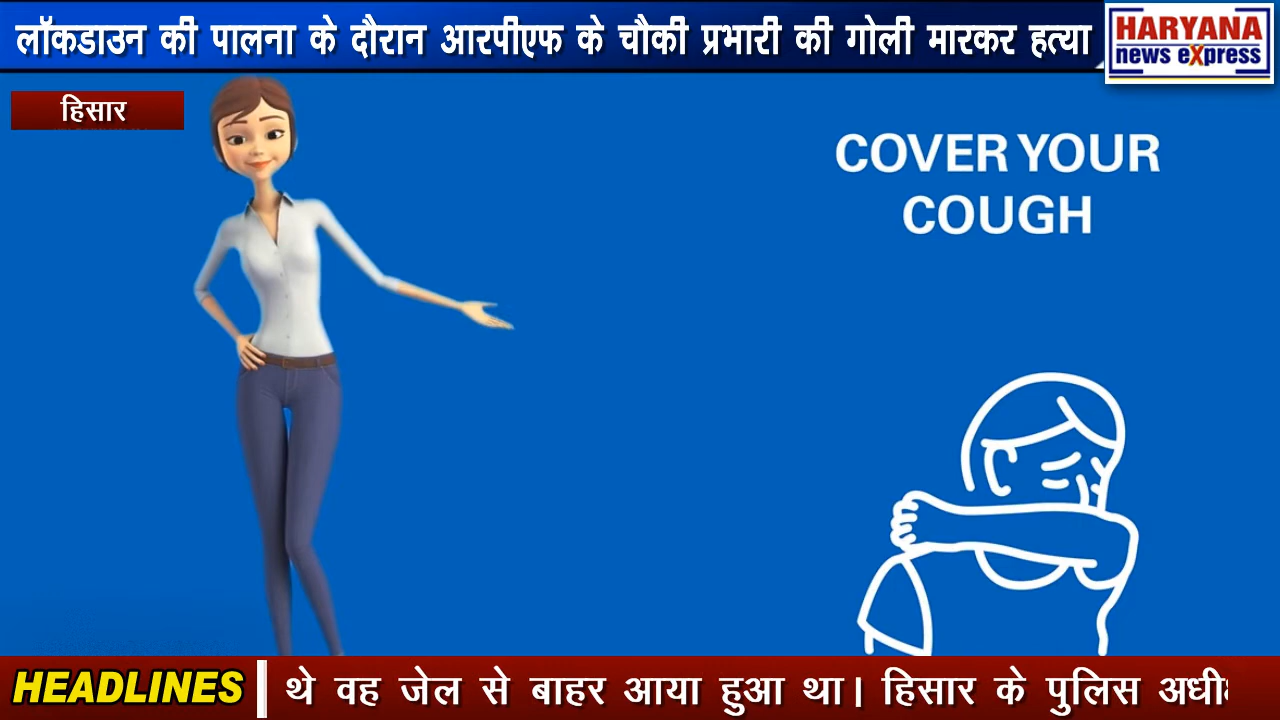 लॉकडाउन की पालना के दौरान आरपीएफ के चौकी प्रभारी की गोली मारकर हत्या
HARYANA
news eXpress
हिसार
COVER YOUR
COUGH
HEADLINES
थे वह जेल से बाहर आया हुआ था। हिसार के पुलिस